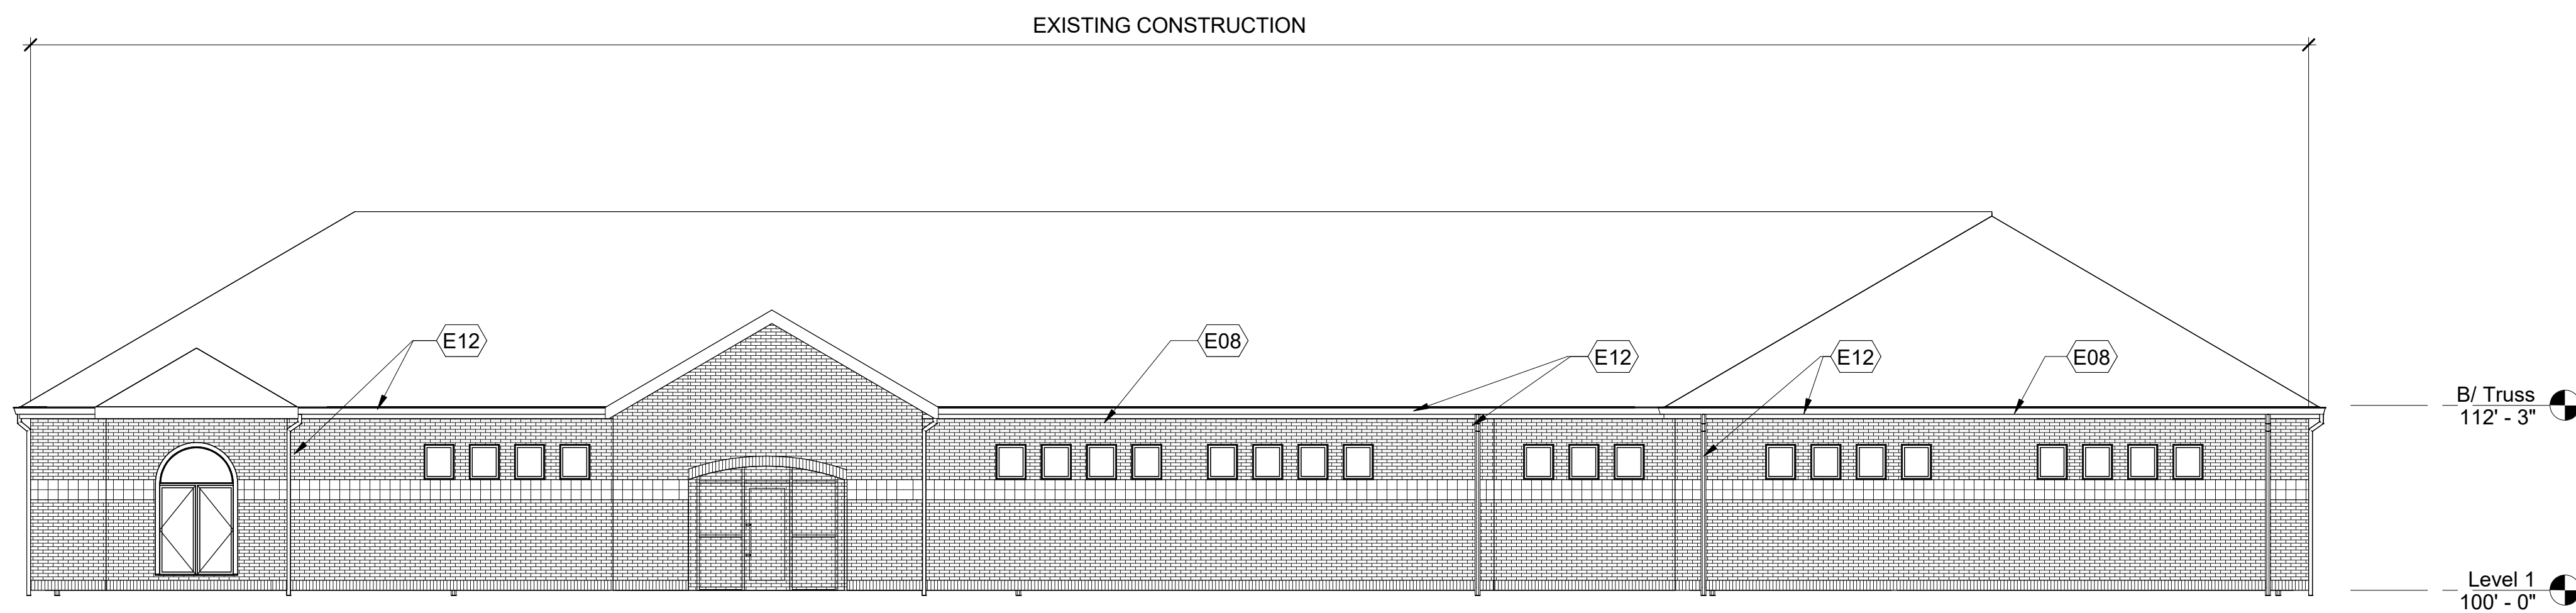 EXISTING CONSTRUCTION
E12
E08
E12
E12
E08
B/ Truss
112' - 3"
Level 1
100' - 0"